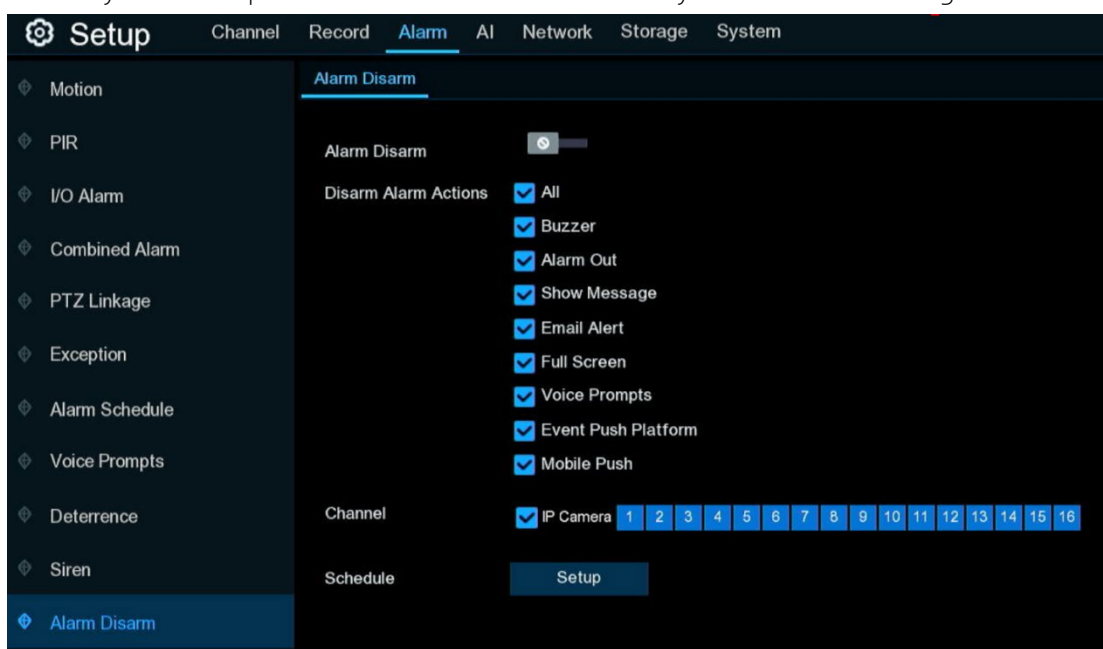 Setup Channel Record Alarm AI Network Storage System
Motion
PIR
I/O Alarm
Combined Alarm
PTZ Linkage
Exception
Alarm Schedule
Voice Prompts
Deterrence
Siren
Alarm Disarm
Alarm Disarm
Alarm Disarm
Disarm Alarm Actions All
Buzzer
Alarm Out
Show Message
Email Alert
Full Screen
Voice Prompts
Event Push Platform
Mobile Push
Channel IP Camera 1 2 3 4 5 6 7 8 9 10 11 12 13 14 15 16
Schedule Setup